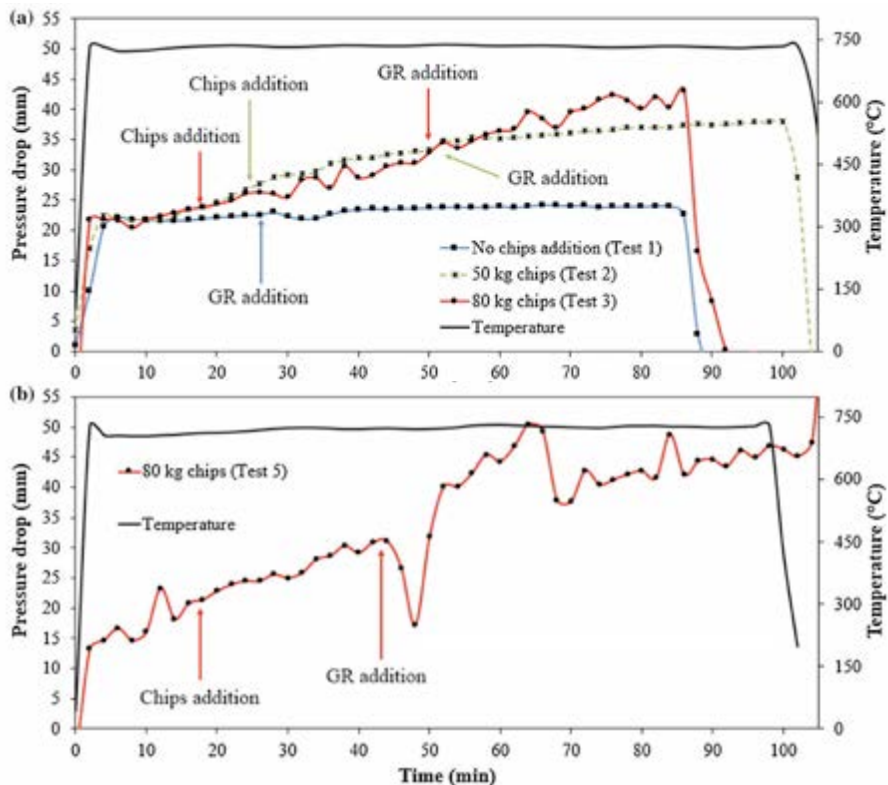 (a)
Pressure drop (mm)
55
50
45
40
35
30
25
20
15
10
5
0
Chips addition
GR addition
Chips addition
GR addition
GR addition
No chips addition (Test 1)
50 kg chips (Test 2)
80 kg chips (Test 3)
Temperature
750
600
450
300
150
0
Temperature (°C)
0 10 20 30 40 50 60 70 80 90 100
(b)
Pressure drop (mm)
55
50
45
40
35
30
25
20
15
10
5
0
80 kg chips (Test 5)
Temperature
Chips addition
GR addition
750
600
450
300
150
0
Temperature (°C)
0 10 20 30 40 50 60 70 80 90 100
Time (min)